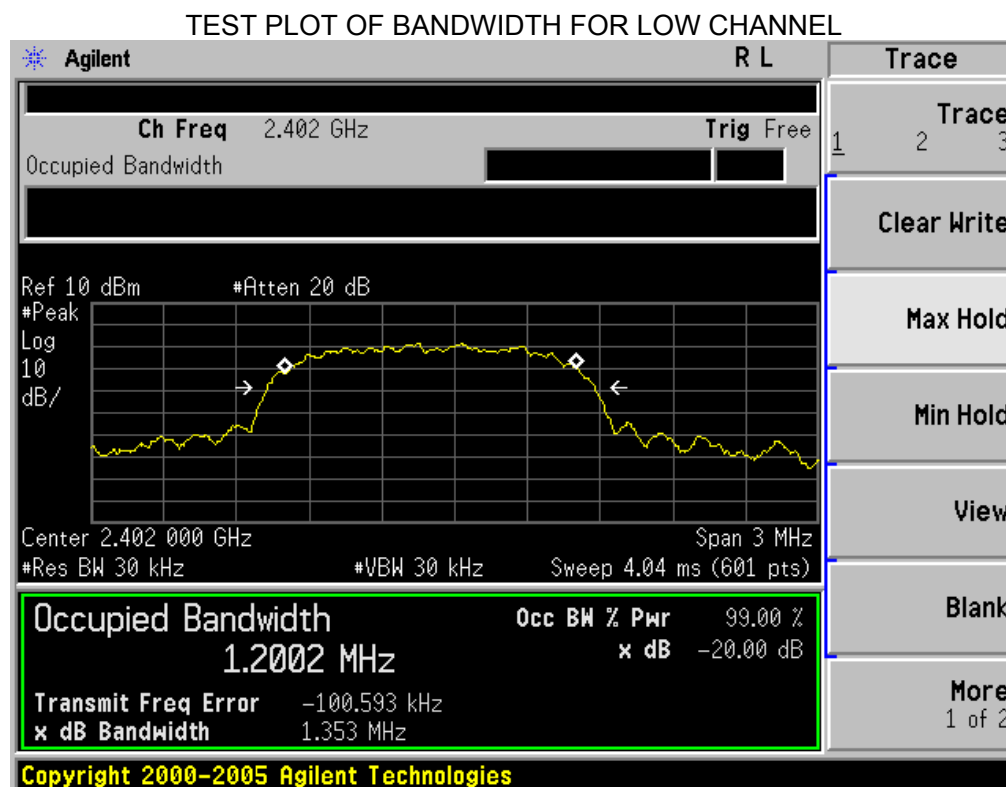 TEST PLOT OF BANDWIDTH FOR LOW CHANNEL
Agilent R L Trace
Ch Freq 2.402 GHz Trig Free
Occupied Bandwidth
Trace
1 2 3
Clear Write
Ref 10 dBm #Atten 20 dB
#Peak
Log
10
dB/
Max Hold
Min Hold
View
Center 2.402 000 GHz Span 3 MHz
#Res BW 30 kHz #VBW 30 kHz Sweep 4.04 ms (601 pts)
Occupied Bandwidth Occ BW % Pwr 99.00 %
1.2002 MHz x dB -20.00 dB
Transmit Freq Error -100.593 kHz
x dB Bandwidth 1.353 MHz
Blank
More
1 of 2
Copyright 2000-2005 Agilent Technologies